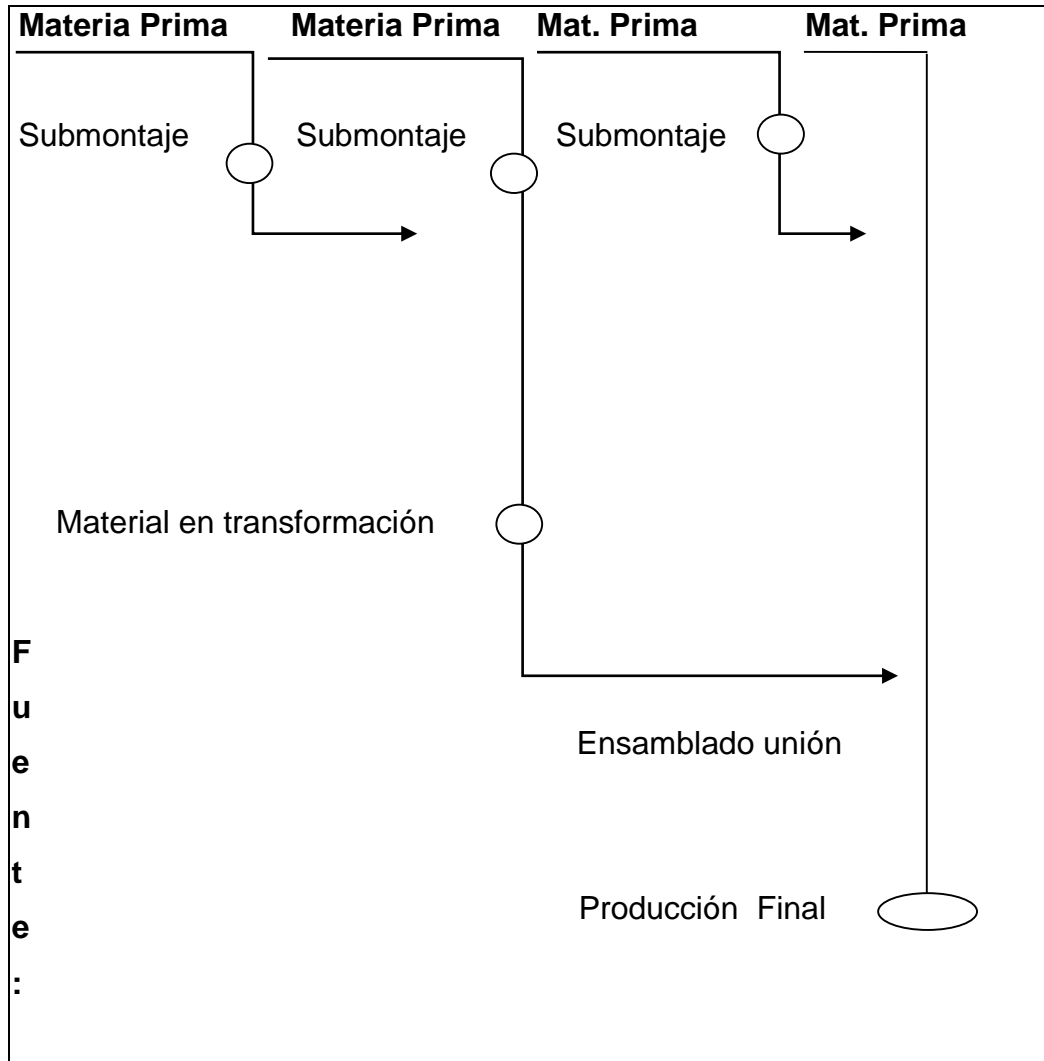 Materia Prima Materia Prima Mat. Prima Mat. Prima
Submontaje Submontaje Submontaje
Material en transformación
Ensamblado unión
Producción Final
F
u
e
n
t
e
: